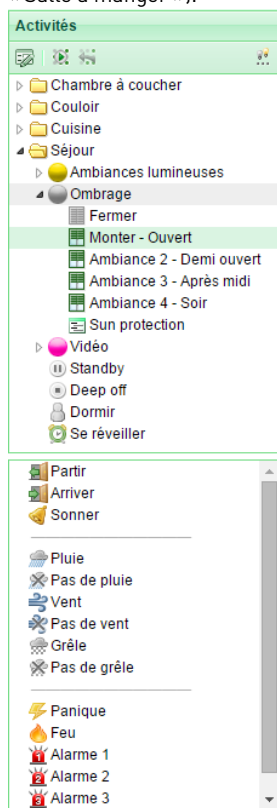 Activités
Chambre à coucher
Couloir
Cuisine
Séjour
Ambiances lumineuses
Ombrage
Fermer
Monter - Ouvert
Ambiance 2 - Demi ouvert
Ambiance 3 - Après midi
Ambiance 4 - Soir
Sun protection
Vidéo
Standby
Deep off
Dormir
Se réveiller
Partir
Arriver
Sonner
Pluie
Pas de pluie
Vent
Pas de vent
Grêle
Pas de grêle
Panique
Feu
Alarme 1
Alarme 2
Alarme 3